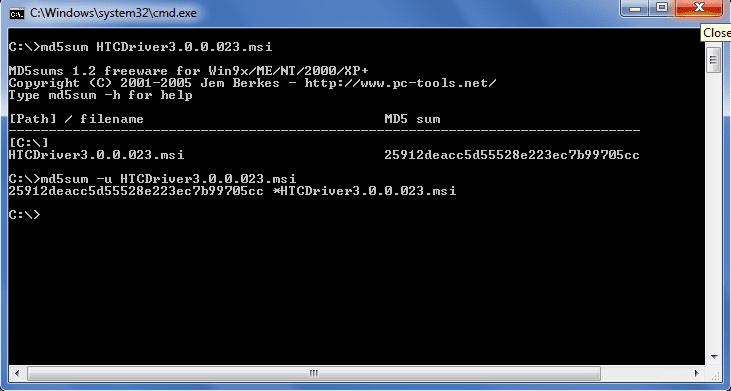 C:\Windows\system32\cmd.exe
Close
C:\>md5sum HTCDriver3.0.0.023.msi
MD5sums 1.2 freeware for Win9x/ME/NT/2000/XP+
Copyright (C) 2001-2005 Jem Berkes - http://www.pc-tools.net/
Type md5sum -h for help
[Path] / filename                              MD5 sum
-------------------------------------------------------------------------------
[C:\]
HTCDriver3.0.0.023.msi                         25912deacc5d55528e223ec7b99705cc
C:\>md5sum -u HTCDriver3.0.0.023.msi
25912deacc5d55528e223ec7b99705cc *HTCDriver3.0.0.023.msi
C:\>